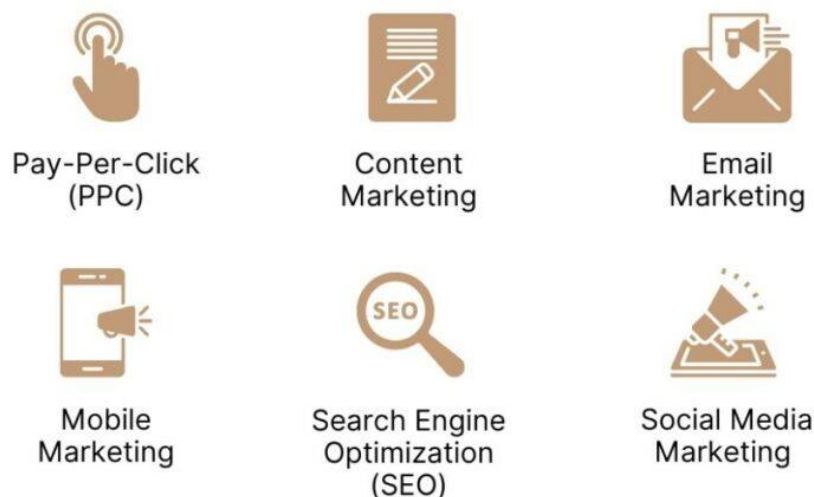 Pay-Per-Click
(PPC)
Content
Marketing
Email
Marketing
Mobile
Marketing
SEO
Search Engine
Optimization
(SEO)
Social Media
Marketing